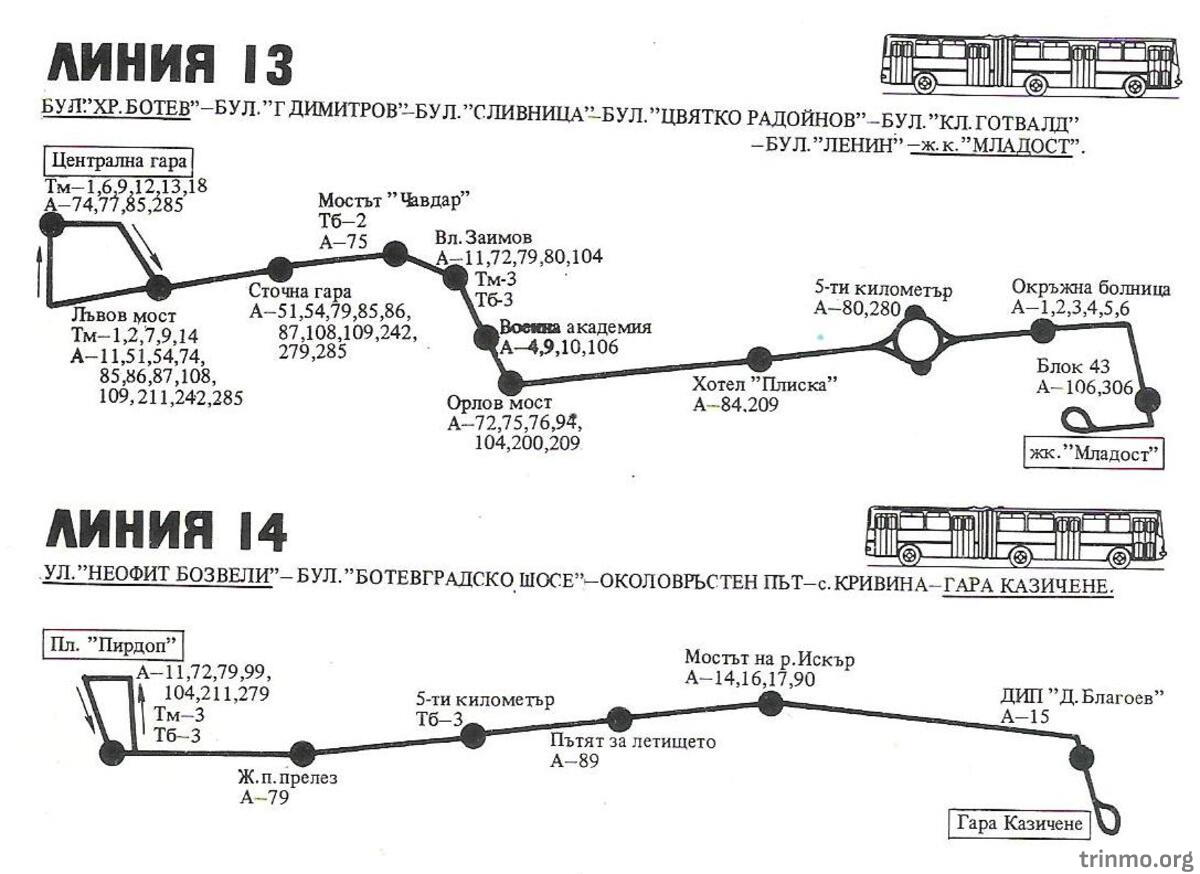 ЛИНИЯ 13
БУЛ."ХР.БОТЕВ"–БУЛ."Г ДИМИТРОВ"–БУЛ."СЛИВНИЦА"–БУЛ."ЦВЯТКО РАДОЙНОВ"–БУЛ."КЛ.ГОТВАЛД"
–БУЛ."ЛЕНИН"–ж.к."МЛАДОСТ".
Централна гара
Тм–1,6,9,12,13,18
А–74,77,85,285
Лъвов мост
Тм–1,2,7,9,14
А–11,51,54,74,
85,86,87,108,
109,211,242,285
Сточна гара
А–51,54,79,85,86,
87,108,109,242,
279,285
Мостът "Чавдар"
Тб–2
А–75
Вл.Заимов
А–11,72,79,80,104
Тм-3
Тб-3
Военна академия
А–4,9,10,106
Орлов мост
А–72,75,76,94,
104,200,209
Хотел "Плиска"
А–84,209
5-ти километър
А–80,280
Окръжна болница
А–1,2,3,4,5,6
Блок 43
А–106,306
жк."Младост"
ЛИНИЯ 14
УЛ."НЕОФИТ БОЗВЕЛИ"–БУЛ."БОТЕВГРАДСКО ШОСЕ"–ОКОЛОВРЪСТЕН ПЪТ–с.КРИВИНА–ГАРА КАЗИЧЕНЕ.
Пл. "Пирдоп"
А–11,72,79,99,
104,211,279
Тм–3
Тб–3
Ж.п.прелез
А–79
5-ти километър
Тб–3
Пътят за летището
А–89
Мостът на р.Искър
А–14,16,17,90
ДИП "Д.Благоев"
А–15
Гара Казичене
trinmo.org